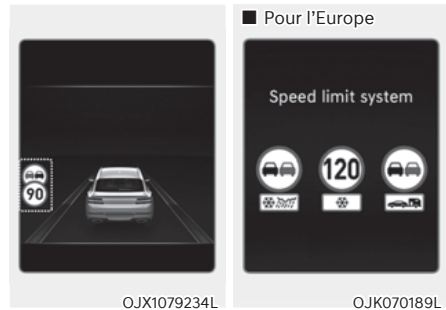 ■ Pour l'Europe
90
Speed limit system
120
OJX1079234L
OJK070189L